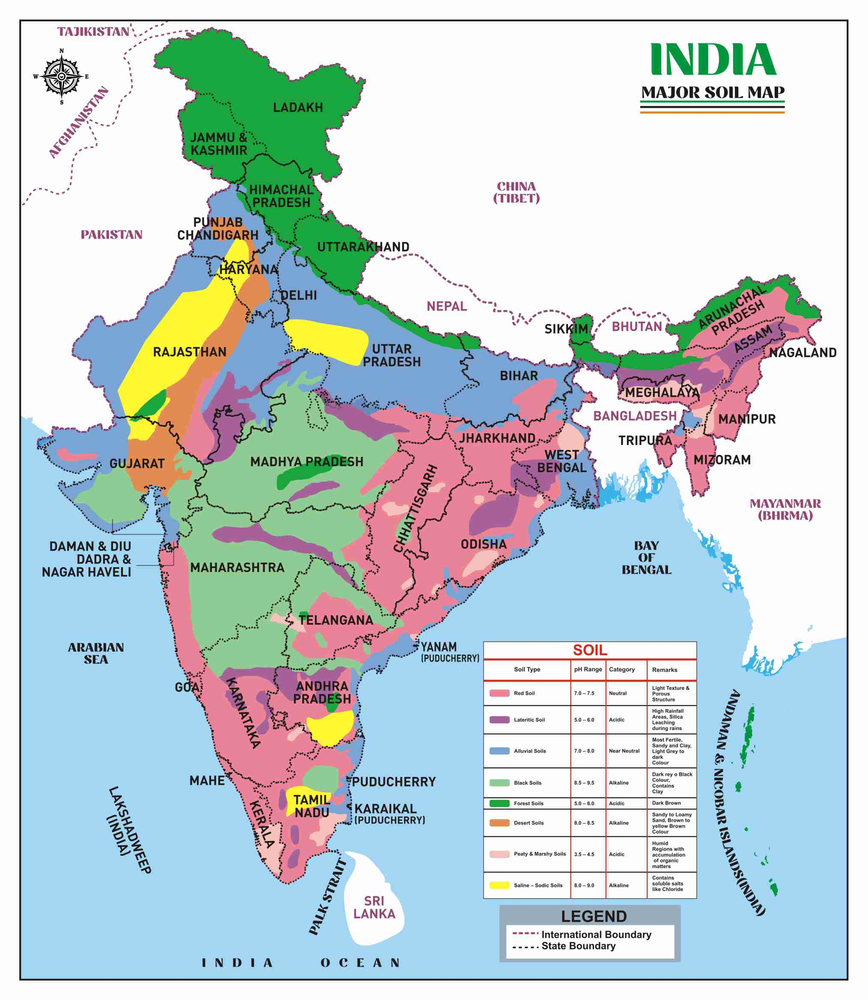 INDIA
MAJOR SOIL MAP
TAJIKISTAN
N
W
E
S
AFGHANISTAN
LADAKH
JAMMU &
KASHMIR
CHINA
(TIBET)
HIMACHAL
PRADESH
PUNJAB
CHANDIGARH
PAKISTAN
UTTARAKHAND
HARYANA
DELHI
NEPAL
SIKKIM
BHUTAN
ARUNACHAL
PRADESH
ASSAM
NAGALAND
RAJASTHAN
UTTAR
PRADESH
BIHAR
MEGHALAYA
BANGLADESH
MANIPUR
TRIPURA
JHARKHAND
WEST
BENGAL
MIZORAM
GUJARAT
MADHYA PRADESH
CHHATTISGARH
MAYANMAR
(BHRMA)
DAMAN & DIU
DADRA &
NAGAR HAVELI
ODISHA
BAY
OF
BENGAL
MAHARASHTRA
TELANGANA
ARABIAN
SEA
YANAM
(PUDUCHERRY)
GOA
KARNATAKA
ANDHRA
PRADESH
MAHE
PUDUCHERRY
TAMIL
NADU
KARAIKAL
(PUDUCHERRY)
KERALA
LAKSHADWEEP
(INDIA)
PALK STRAIT
SRI
LANKA
ANDAMAN & NICOBAR ISLANDS(INDIA)
INDIA OCEAN
SOIL
Soil Type pH Range Category Remarks
Red Soil 7.0 – 7.5 Neutral Light Texture &
Porous
Structure
Lateritic Soil 5.0 – 6.0 Acidic High Rainfall
Areas, Silica
Leaching
during rains
Alluvial Soils 7.0 – 8.0 Near Neutral Most Fertile,
Sandy and Clay,
Light Grey to
dark
Colour
Black Soils 8.5 – 9.5 Alkaline Dark rey o Black
Colour,
Contains
Clay
Forest Soils 5.0 – 6.0 Acidic Dark Brown
Desert Soils 8.0 – 8.5 Alkaline Sandy to Loamy
Sand, Brown to
yellow Brown
Colour
Peaty & Marshy Soils 3.5 – 4.5 Acidic Humid
Regions with
accumulation
of organic
matters
Saline – Sodic Soils 8.0 – 9.0 Alkaline Contains
soluble salts
like Chloride
LEGEND
International Boundary
State Boundary